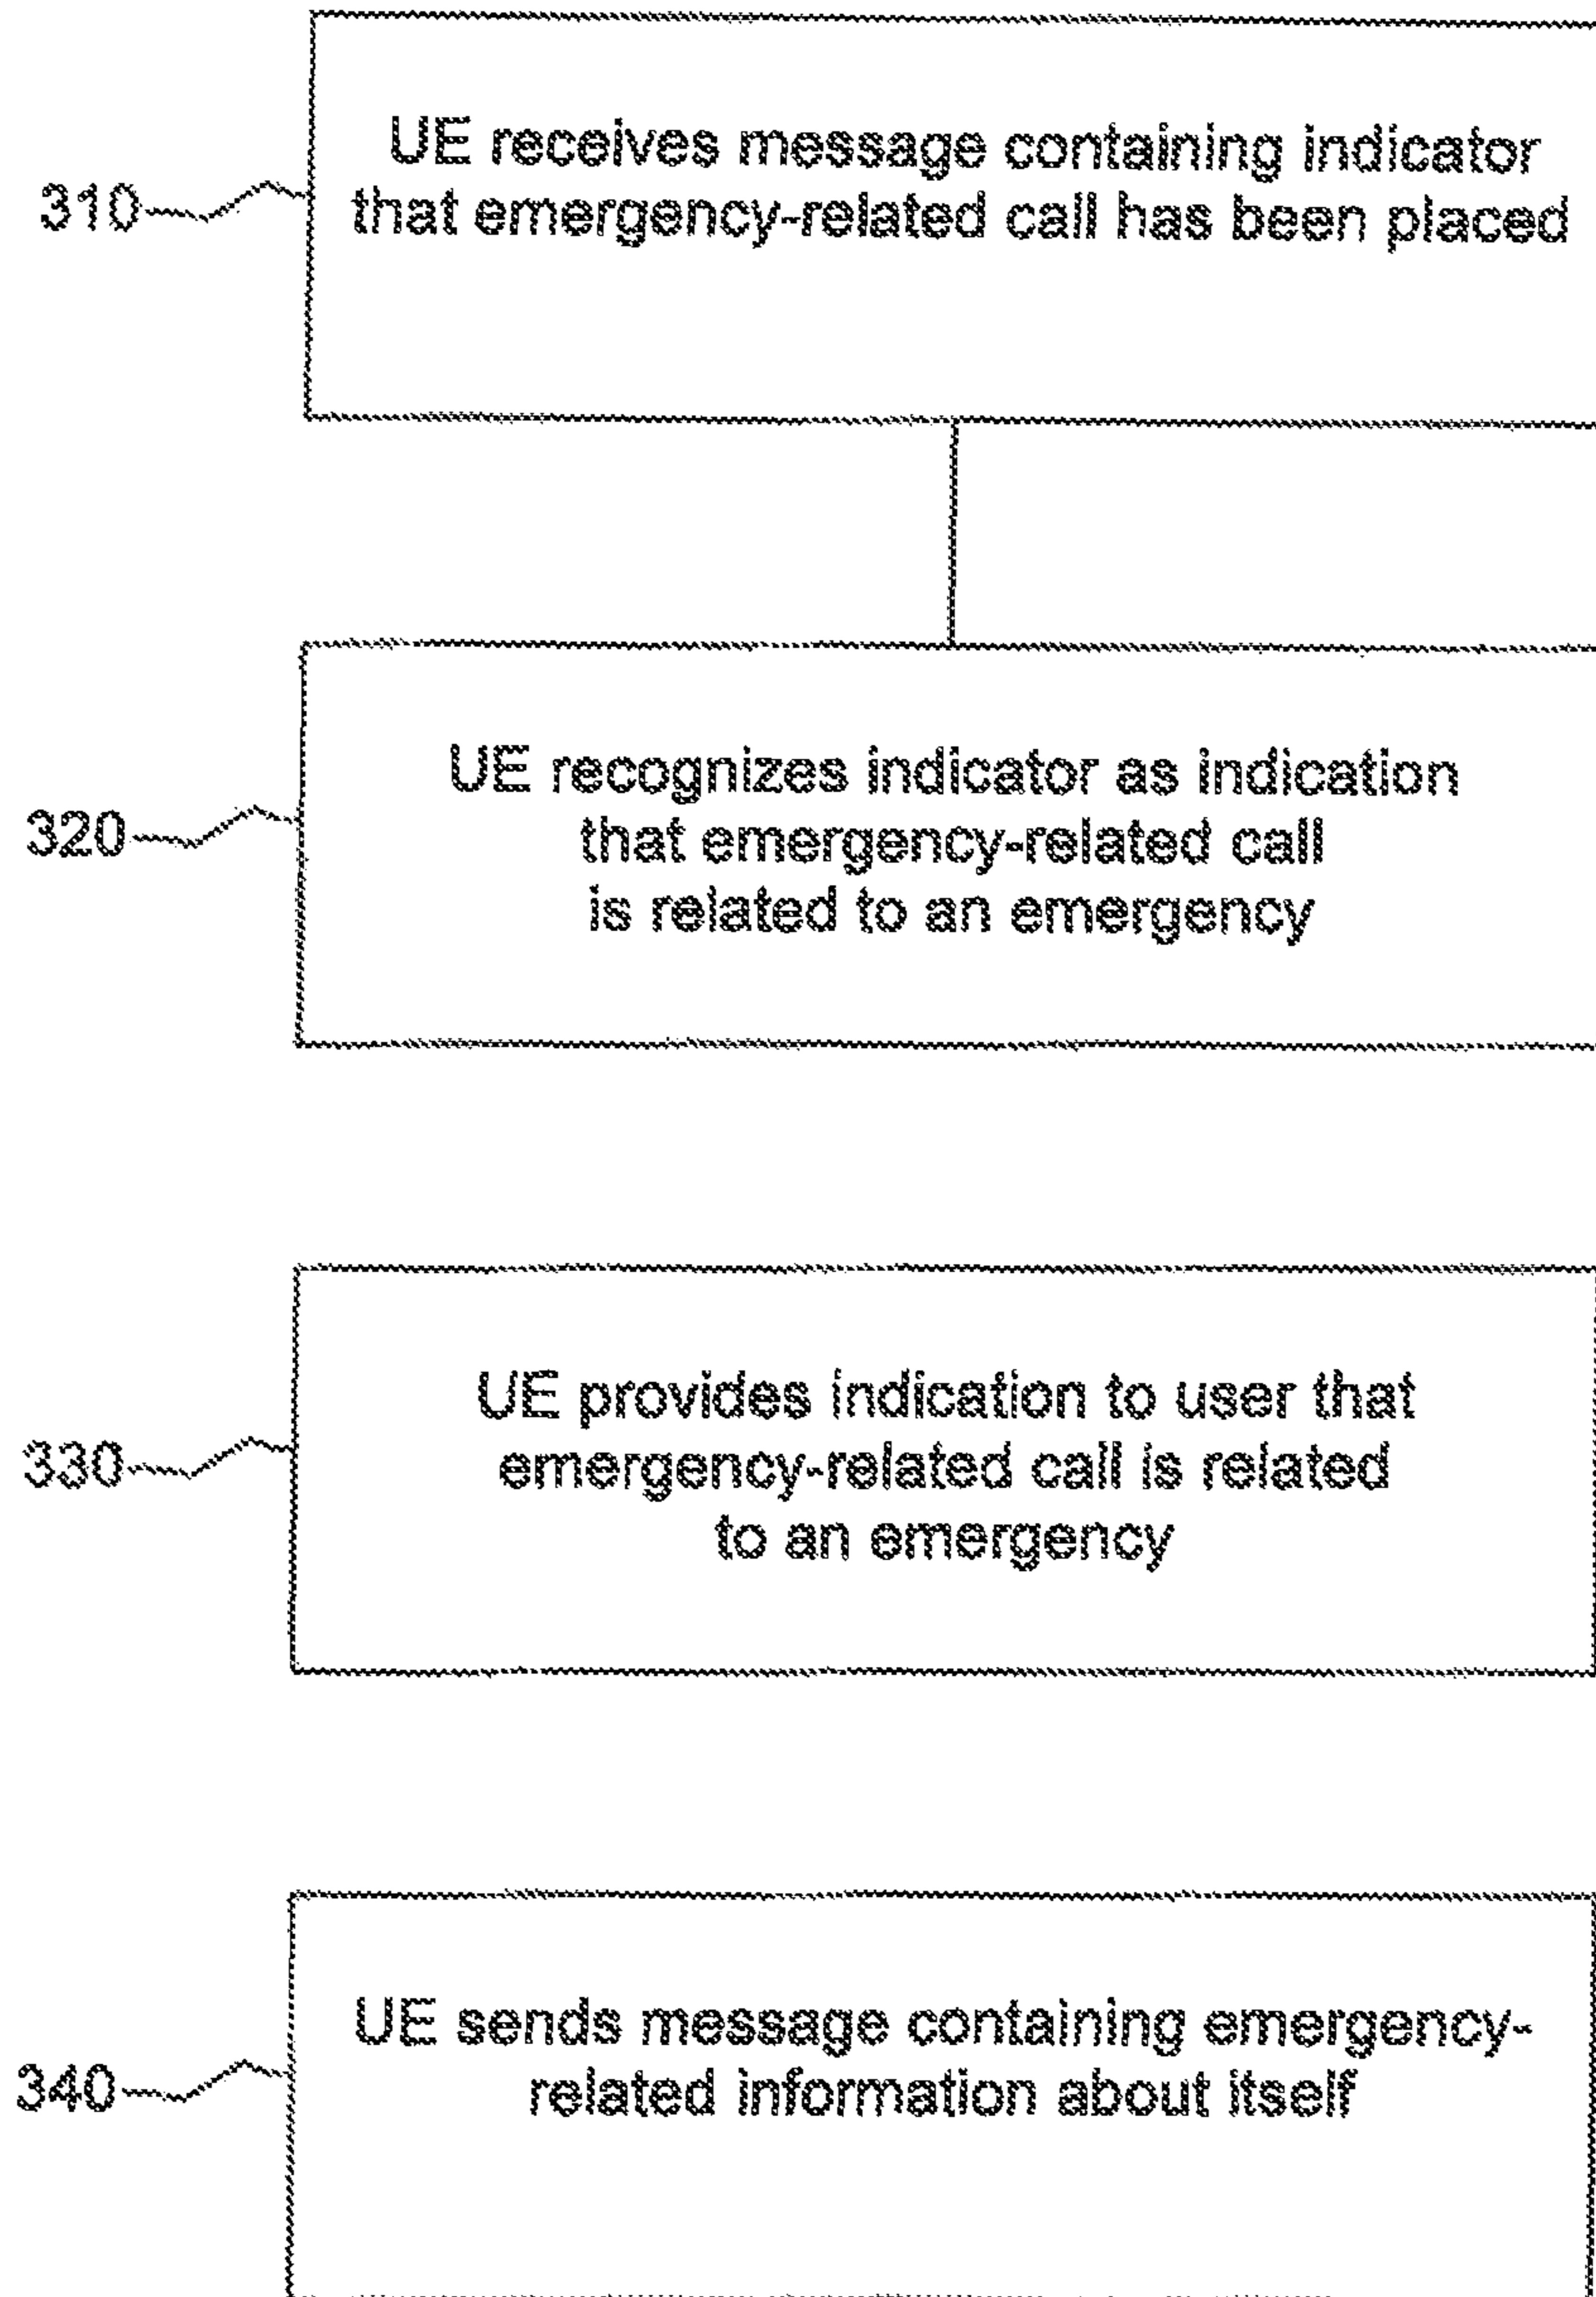 UE receives message containing indicator
310
that emergency-related call has been placed
UE recognizes indicator as indication
320
that emergency-related call
is related to an emergency
UE provides indication to user that
330
emergency-related call is related
to an emergency
UE sends message containing emergency-
340
related information about itself